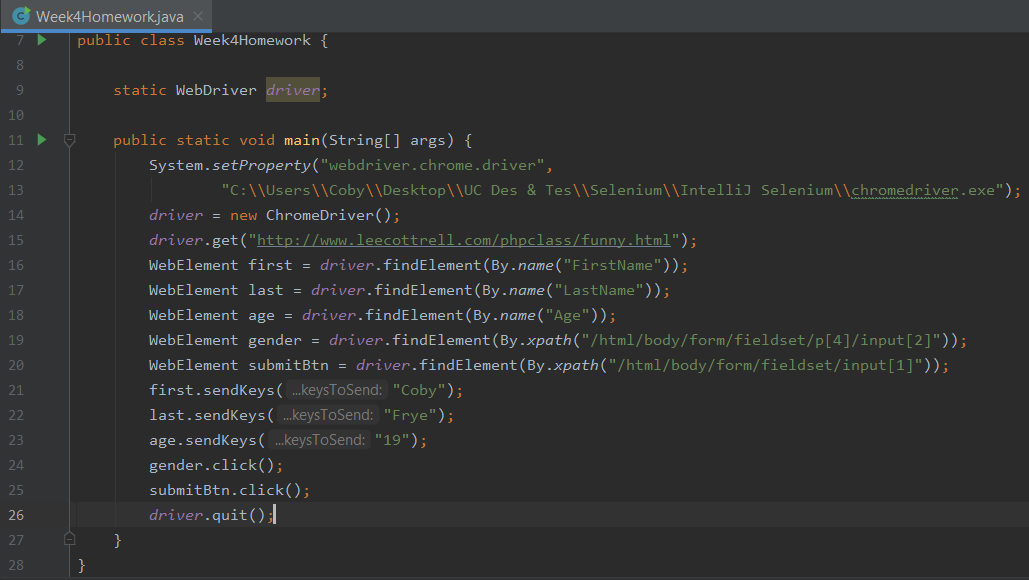 Week4Homework.java
7 public class Week4Homework {
8
9 static WebDriver driver;
10
11 public static void main(String[] args) {
12 System.setProperty("webdriver.chrome.driver",
13 "C:\\Users\\Coby\\Desktop\\UC Des & Tes\\Selenium\\IntelliJ Selenium\\chromedriver.exe");
14 driver = new ChromeDriver();
15 driver.get("http://www.leecottrell.com/phpclass/funny.html");
16 WebElement first = driver.findElement(By.name("FirstName"));
17 WebElement last = driver.findElement(By.name("LastName"));
18 WebElement age = driver.findElement(By.name("Age"));
19 WebElement gender = driver.findElement(By.xpath("/html/body/form/fieldset/p[4]/input[2]"));
20 WebElement submitBtn = driver.findElement(By.xpath("/html/body/form/fieldset/input[1]"));
21 first.sendKeys( ...keysToSend: "Coby");
22 last.sendKeys( ...keysToSend: "Frye");
23 age.sendKeys( ...keysToSend: "19");
24 gender.click();
25 submitBtn.click();
26 driver.quit();
27 }
28 }